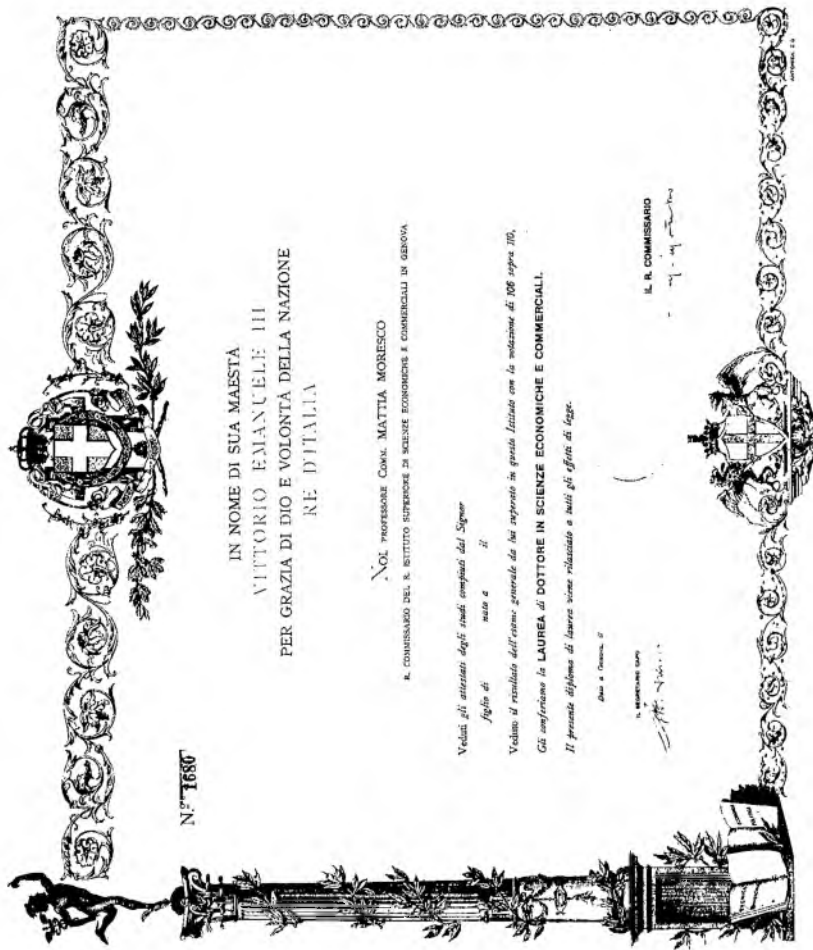 N.° 1680
IN NOME DI SUA MAESTÀ
VITTORIO EMANUELE III
PER GRAZIA DI DIO E VOLONTÀ DELLA NAZIONE
RE D'ITALIA
NOI, PROFESSORE COMM. MATTIA MORESCO
R. COMMISSARIO DEL R. ISTITUTO SUPERIORE DI SCIENZE ECONOMICHE E COMMERCIALI IN GENOVA
Veduti gli attestati degli studi compiuti dal Signor
figlio di nato a il
Veduto il risultato dell'esame generale da lui superato in questo Istituto con la votazione di 106 sopra 110,
Gli conferiamo la LAUREA di DOTTORE IN SCIENZE ECONOMICHE E COMMERCIALI.
Il presente diploma di laurea viene rilasciato a tutti gli effetti di legge.
Dato a Genova, il
IL SEGRETARIO CAPO
IL R. COMMISSARIO